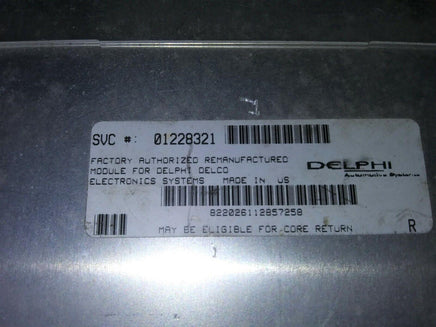 SVC #: 01228321
FACTORY AUTHORIZED REMANUFACTURED
MODULE FOR DELPHI DELCO
ELECTRONICS SYSTEMS MADE IN US
DELPHI
Automotive Systems
822026112857258
MAY BE ELIGIBLE FOR CORE RETURN
R